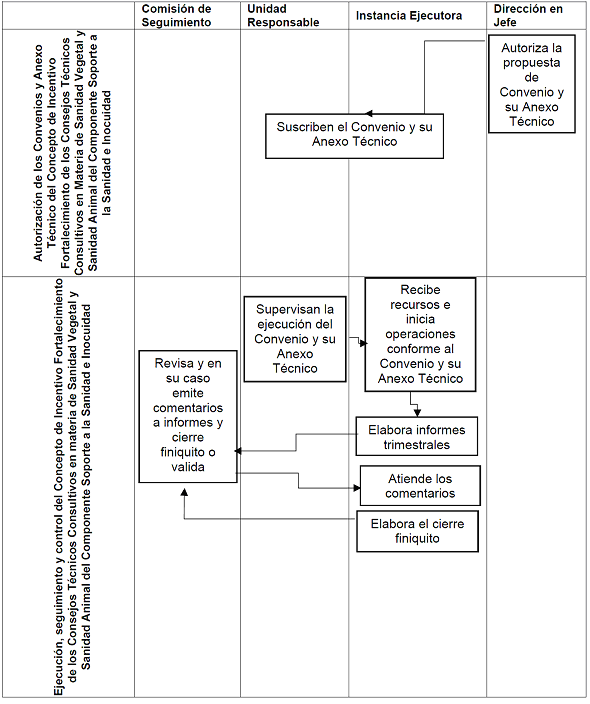 Comisión de
Seguimiento
Unidad
Responsable
Instancia Ejecutora
Dirección en
Jefe
Autorización de los Convenios y Anexo
Técnico del Concepto de Incentivo
Fortalecimiento de los Consejos Técnicos
Consultivos en Materia de Sanidad Vegetal y
Sanidad Animal del Componente Soporte a
la Sanidad e Inocuidad
Autoriza la
propuesta
de
Convenio y
su Anexo
Técnico
Suscriben el Convenio y su
Anexo Técnico
Ejecución, seguimiento y control del Concepto de Incentivo Fortalecimiento
de los Consejos Técnicos Consultivos en materia de Sanidad Vegetal y
Sanidad Animal del Componente Soporte a la Sanidad e Inocuidad
Supervisan la
ejecución del
Convenio y su
Anexo
Técnico
Recibe
recursos e
inicia
operaciones
conforme al
Convenio y su
Anexo Técnico
Revisa y en
su caso
emite
comentarios
a informes y
cierre
finiquito o
valida
Elabora informes
trimestrales
Atiende los
comentarios
Elabora el cierre
finiquito